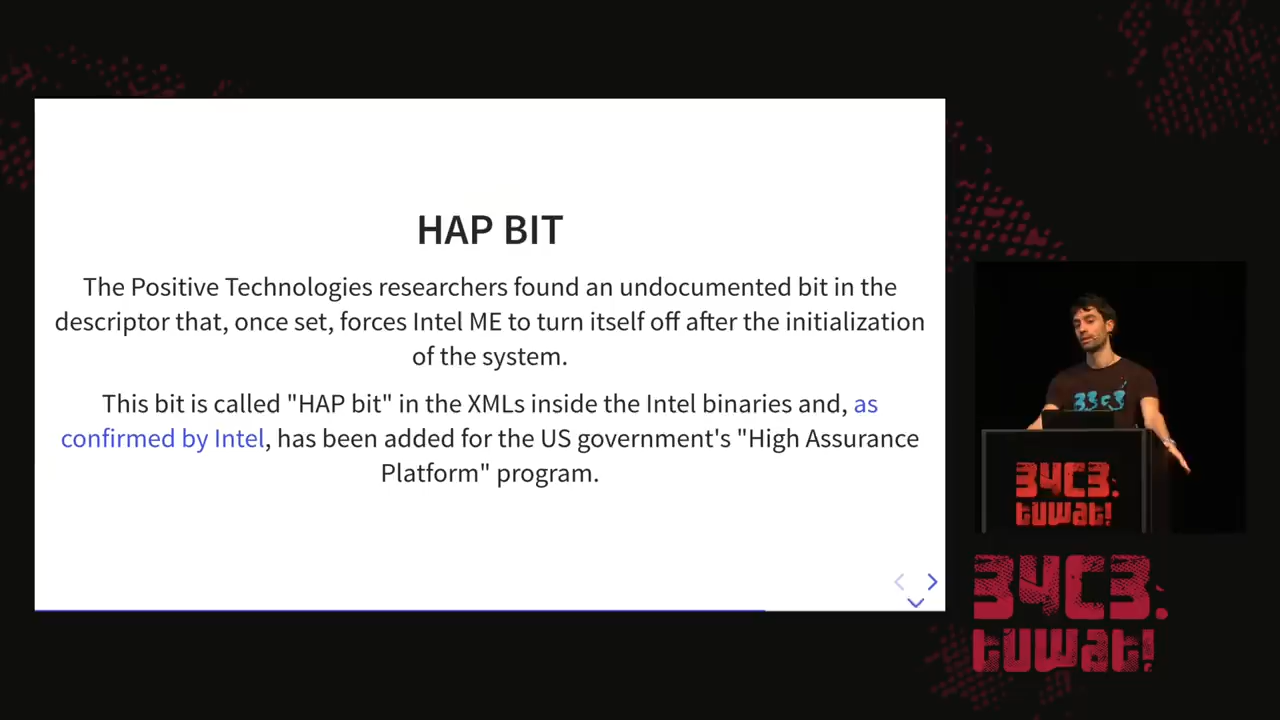 HAP BIT
The Positive Technologies researchers found an undocumented bit in the
descriptor that, once set, forces Intel ME to turn itself off after the initialization
of the system.
This bit is called "HAP bit" in the XMLs inside the Intel binaries and, as
confirmed by Intel, has been added for the US government's "High Assurance
Platform" program.
33c3
34C3.
tuwat!
34C3.
tuwat!